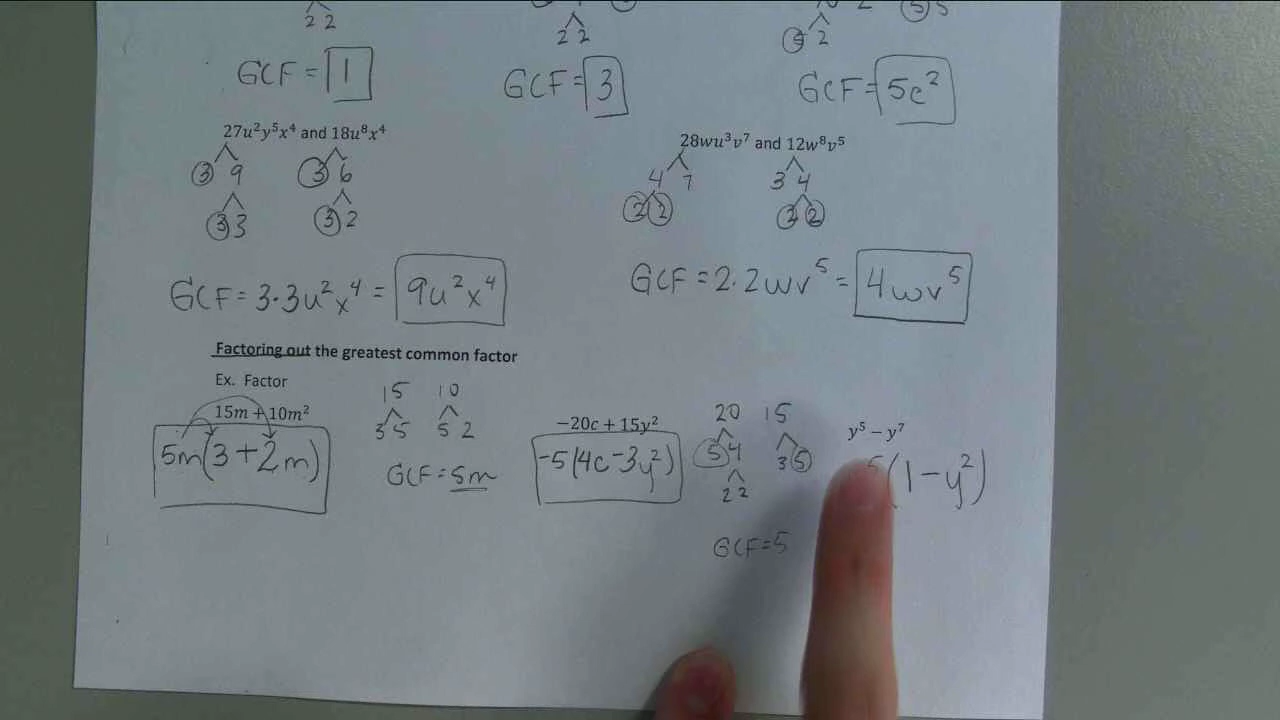 2 2
2 2
5 2
5 5
GCF = 1
GCF = 3
GCF = 5c²
27u²y⁵x⁴ and 18u⁸x⁴
3 9 3 6
3 3 3 2
GCF = 3·3u²x⁴ = 9u²x⁴
28wu³v⁷ and 12w⁸v⁵
4 7 3 4
2 2 2 2
GCF = 2·2wv⁵ = 4wv⁵
Factoring out the greatest common factor
Ex. Factor
15m + 10m²
5m(3+2m)
15 10
3 5 5 2
GCF = 5m
-20c + 15y²
-5(4c-3y²)
20 15
5 4 3 5
2 2
GCF=5
y⁵ − y⁷
5(1-y²)